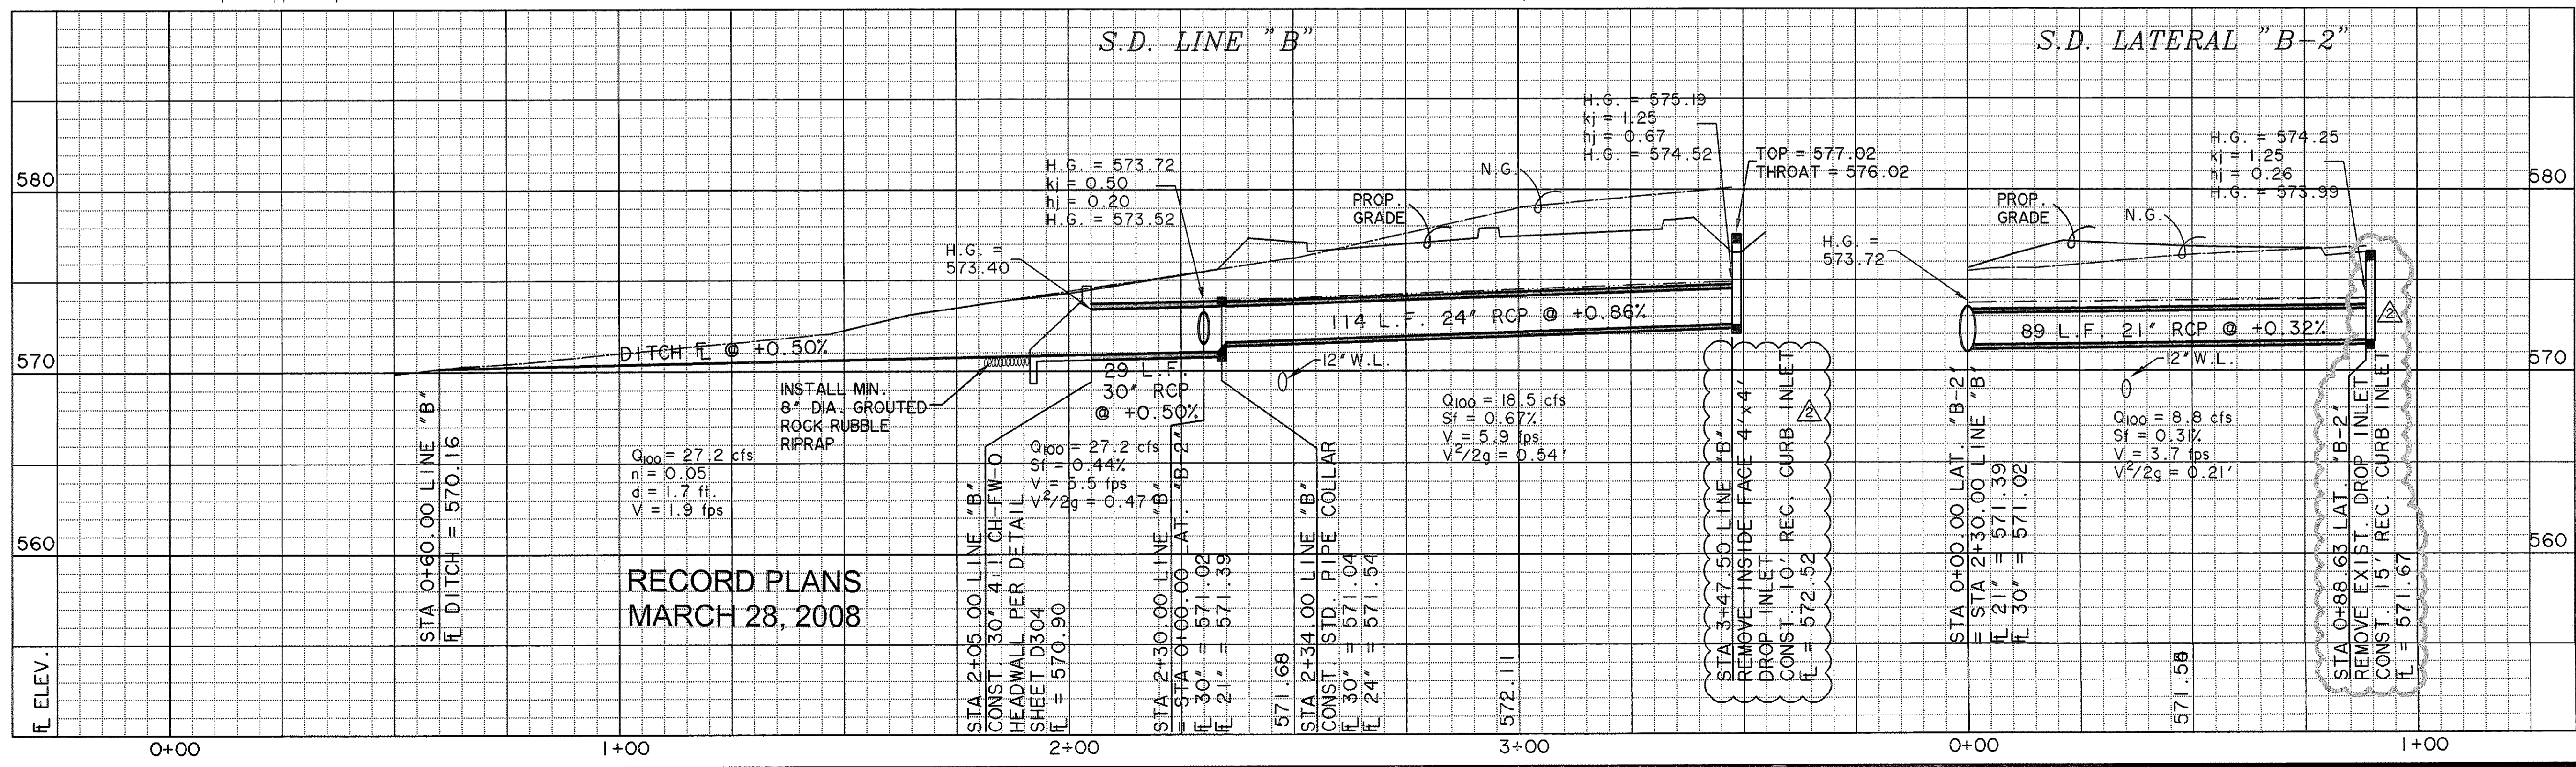 S.D. LINE "B"
S.D. LATERAL "B-2"
580
570
560
℄ ELEV.
DITCH ℄ @ +0.50%
STA 0+60.00 LINE "B"
℄ DITCH = 570.16
Q100 = 27.2 cfs
n = 0.05
d = 1.7 ft.
V = 1.9 fps
RECORD PLANS
MARCH 28, 2008
INSTALL MIN.
8" DIA. GROUTED
ROCK RUBBLE
RIPRAP
H.G. =
573.40
H.G. = 573.72
kj = 0.50
hj = 0.20
H.G. = 573.52
29 L.F.
30" RCP
@ +0.50%
Q100 = 27.2 cfs
Sf = 0.44%
V = 5.5 fps
V²/2g = 0.47'
STA 2+05.00 LINE "B"
CONST. 30" 4:1 CH-FW-O
HEADWALL PER DETAIL
SHEET D304
℄ = 570.90
STA 2+30.00 LINE "B"
= STA 0+00.00 LAT. "B-2"
℄ 30" = 571.02
℄ 21" = 571.39
571.68
STA 2+34.00 LINE "B"
CONST. STD. PIPE COLLAR
℄ 30" = 571.04
℄ 24" = 571.54
12" W.L.
114 L.F. 24" RCP @ +0.86%
PROP.
GRADE
N.G.
H.G. = 575.19
kj = 1.25
hj = 0.67
H.G. = 574.52
TOP = 577.02
THROAT = 576.02
Q100 = 18.5 cfs
Sf = 0.67%
V = 5.9 fps
V²/2g = 0.54'
572.11
STA 3+47.50 LINE "B"
REMOVE INSIDE FACE 4'x4'
DROP INLET
CONST. 10' REC. CURB INLET
℄ = 572.52
2
H.G. =
573.72
PROP.
GRADE
N.G.
H.G. = 574.25
kj = 1.25
hj = 0.26
H.G. = 573.99
89 L.F. 21" RCP @ +0.32%
12" W.L.
STA 0+00.00 LAT. "B-2"
= STA 2+30.00 LINE "B"
℄ 21" = 571.39
℄ 30" = 571.02
Q100 = 8.8 cfs
Sf = 0.31%
V = 3.7 fps
V²/2g = 0.21'
STA 0+88.63 LAT. "B-2"
REMOVE EXIST. DROP INLET
CONST. 15' REC. CURB INLET
℄ = 571.67
2
580
570
560
0+00
1+00
2+00
3+00
0+00
1+00